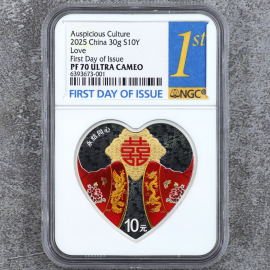 Auspicious Culture
2025 China 30g S10Y
Love
First Day of Issue
PF 70 ULTRA CAMEO
6393673-001
1st
FIRST DAY OF ISSUE
NGC
永结同心
囍
10元